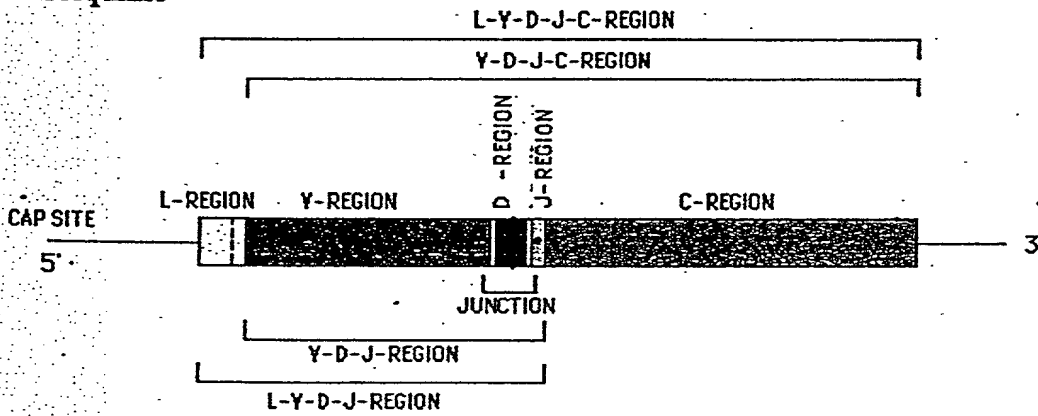 L-Y-D-J-C-REGION
Y-D-J-C-REGION
D -REGION
J-REGION
L-REGION
Y-REGION
C-REGION
CAP SITE
5'
3
JUNCTION
Y-D-J-REGION
L-Y-D-J-REGION